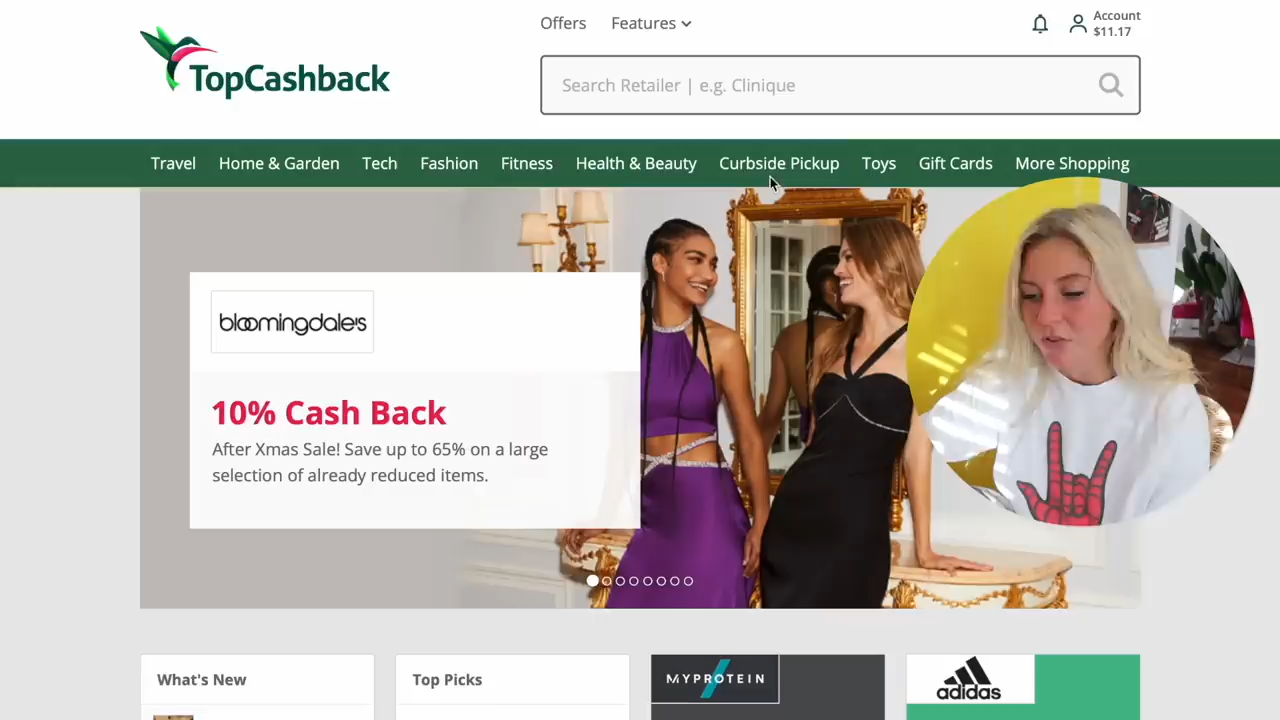 Offers Features
Account
$11.17
TopCashback
Search Retailer | e.g. Clinique
Travel Home & Garden Tech Fashion Fitness Health & Beauty Curbside Pickup Toys Gift Cards More Shopping
bloomingdale's
10% Cash Back
After Xmas Sale! Save up to 65% on a large
selection of already reduced items.
What's New
Top Picks
MYPROTEIN
adidas